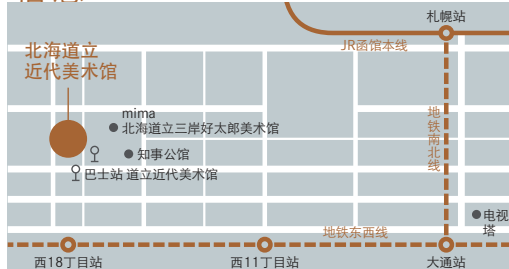 札幌站
JR函馆本线
北海道立
近代美术馆
mima
北海道立三岸好太郎美术馆
知事公馆
巴士站 道立近代美术馆
地铁南北线
电视
塔
地铁东西线
西18丁目站
西11丁目站
大通站